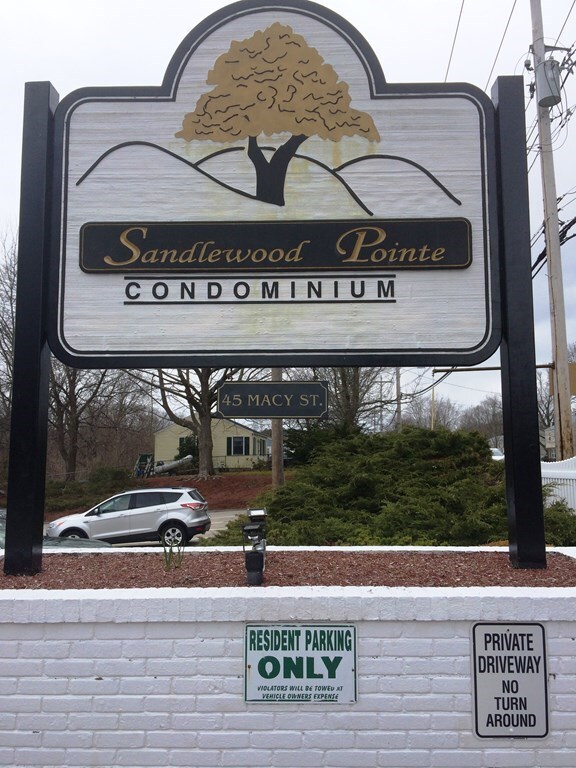 Sandlewood Pointe
CONDOMINIUM
45 MACY ST.
RESIDENT PARKING
ONLY
VIOLATORS WILL BE TOWED AT
VEHICLE OWNERS EXPENSE
PRIVATE
DRIVEWAY
NO
TURN
AROUND